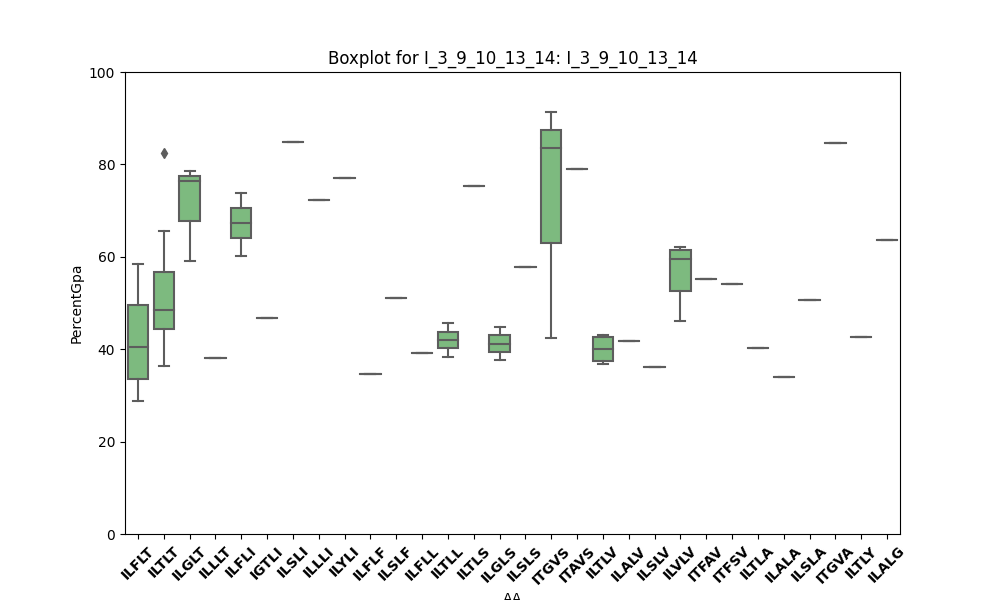 Boxplot for I_3_9_10_13_14: I_3_9_10_13_14
PercentGpa
100
80
60
40
20
0
ILFLT ILTLT ILGLT ILLLT ILFLI IGTLI ILSLI ILLLI ILYLI ILFLF ILSLF ILFLL ILTLL ILTLS ILGLS ILSLS ITGVS ITAVS ILTLV ILALV ILSLV ILVLV ITFAV ITFSV ILTLA ILALA ILSLA ITGVA ILTLY ILALG
AA